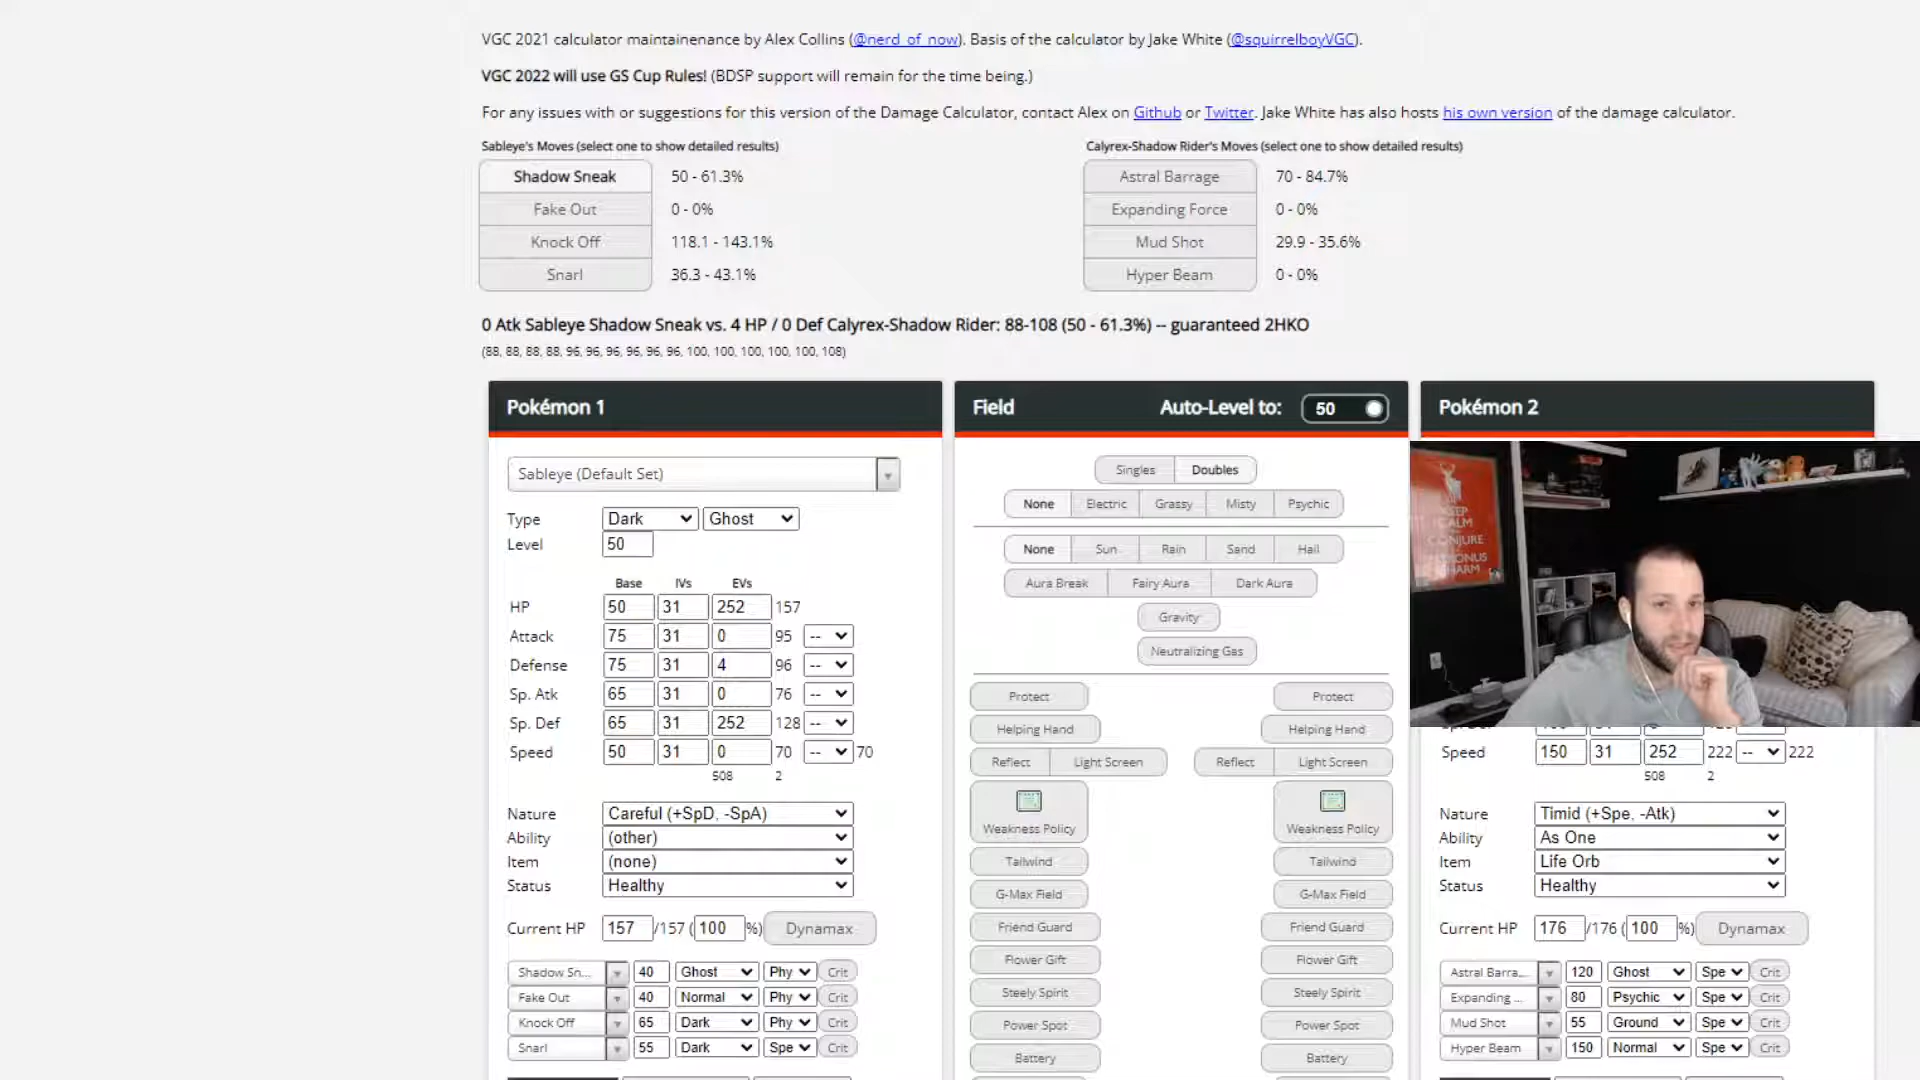 VGC 2021 calculator maintainenance by Alex Collins (@nerd_of_now). Basis of the calculator by Jake White (@squirrelboyVGC).
VGC 2022 will use GS Cup Rules! (BDSP support will remain for the time being.)
For any issues with or suggestions for this version of the Damage Calculator, contact Alex on Github or Twitter. Jake White has also hosts his own version of the damage calculator.
Sableye's Moves (select one to show detailed results)
Shadow Sneak 50 - 61.3%
Fake Out 0 - 0%
Knock Off 118.1 - 143.1%
Snarl 36.3 - 43.1%
Calyrex-Shadow Rider's Moves (select one to show detailed results)
Astral Barrage 70 - 84.7%
Expanding Force 0 - 0%
Mud Shot 29.9 - 35.6%
Hyper Beam 0 - 0%
0 Atk Sableye Shadow Sneak vs. 4 HP / 0 Def Calyrex-Shadow Rider: 88-108 (50 - 61.3%) -- guaranteed 2HKO
(88, 88, 88, 88, 96, 96, 96, 96, 96, 96, 100, 100, 100, 100, 100, 108)
Pokémon 1
Sableye (Default Set)
Type Dark Ghost
Level 50
Base IVs EVs
HP 50 31 252 157
Attack 75 31 0 95 --
Defense 75 31 4 96 --
Sp. Atk 65 31 0 76 --
Sp. Def 65 31 252 128 --
Speed 50 31 0 70 -- 70
508 2
Nature Careful (+SpD, -SpA)
Ability (other)
Item (none)
Status Healthy
Current HP 157 /157 ( 100 %) Dynamax
Shadow Sn... 40 Ghost Phy Crit
Fake Out 40 Normal Phy Crit
Knock Off 65 Dark Phy Crit
Snarl 55 Dark Spe Crit
Field Auto-Level to: 50
Singles Doubles
None Electric Grassy Misty Psychic
None Sun Rain Sand Hail
Aura Break Fairy Aura Dark Aura
Gravity
Neutralizing Gas
Protect Protect
Helping Hand Helping Hand
Reflect Light Screen Reflect Light Screen
Weakness Policy Weakness Policy
Tailwind Tailwind
G-Max Field G-Max Field
Friend Guard Friend Guard
Flower Gift Flower Gift
Steely Spirit Steely Spirit
Power Spot Power Spot
Battery Battery
Pokémon 2
KEEP
CALM
CONJURE
Speed 150 31 252 222 -- 222
508 2
Nature Timid (+Spe, -Atk)
Ability As One
Item Life Orb
Status Healthy
Current HP 176 /176 ( 100 %) Dynamax
Astral Barra... 120 Ghost Spe Crit
Expanding ... 80 Psychic Spe Crit
Mud Shot 55 Ground Spe Crit
Hyper Beam 150 Normal Spe Crit